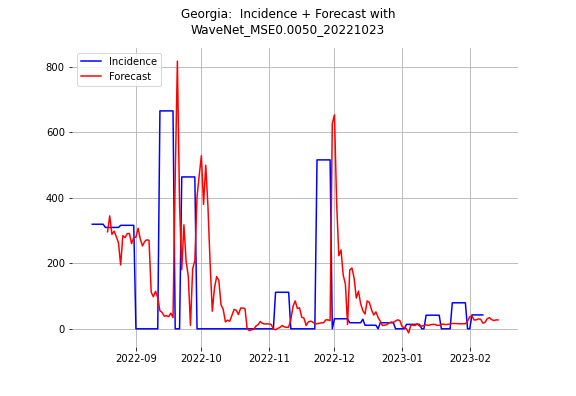 Georgia:  Incidence + Forecast with
WaveNet_MSE0.0050_20221023
Incidence
Forecast
800
600
400
200
0
2022-09 2022-10 2022-11 2022-12 2023-01 2023-02